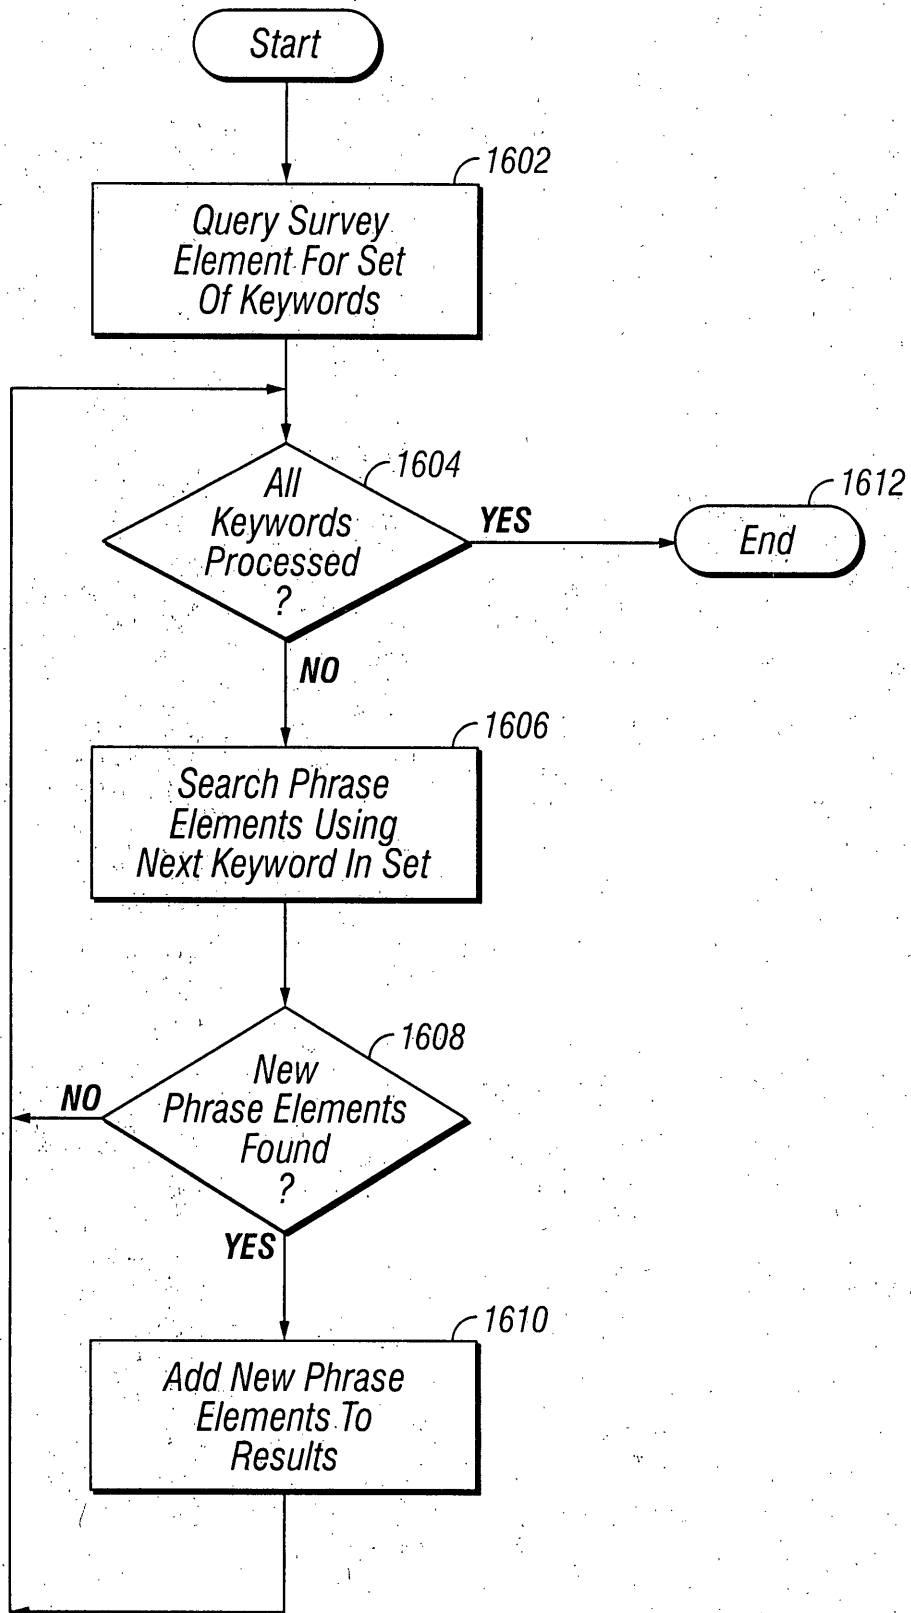 Start
1602
Query Survey
Element For Set
Of Keywords
1604
All
Keywords
Processed
?
YES
1612
End
NO
1606
Search Phrase
Elements Using
Next Keyword In Set
1608
New
Phrase Elements
Found
?
NO
YES
1610
Add New Phrase
Elements To
Results